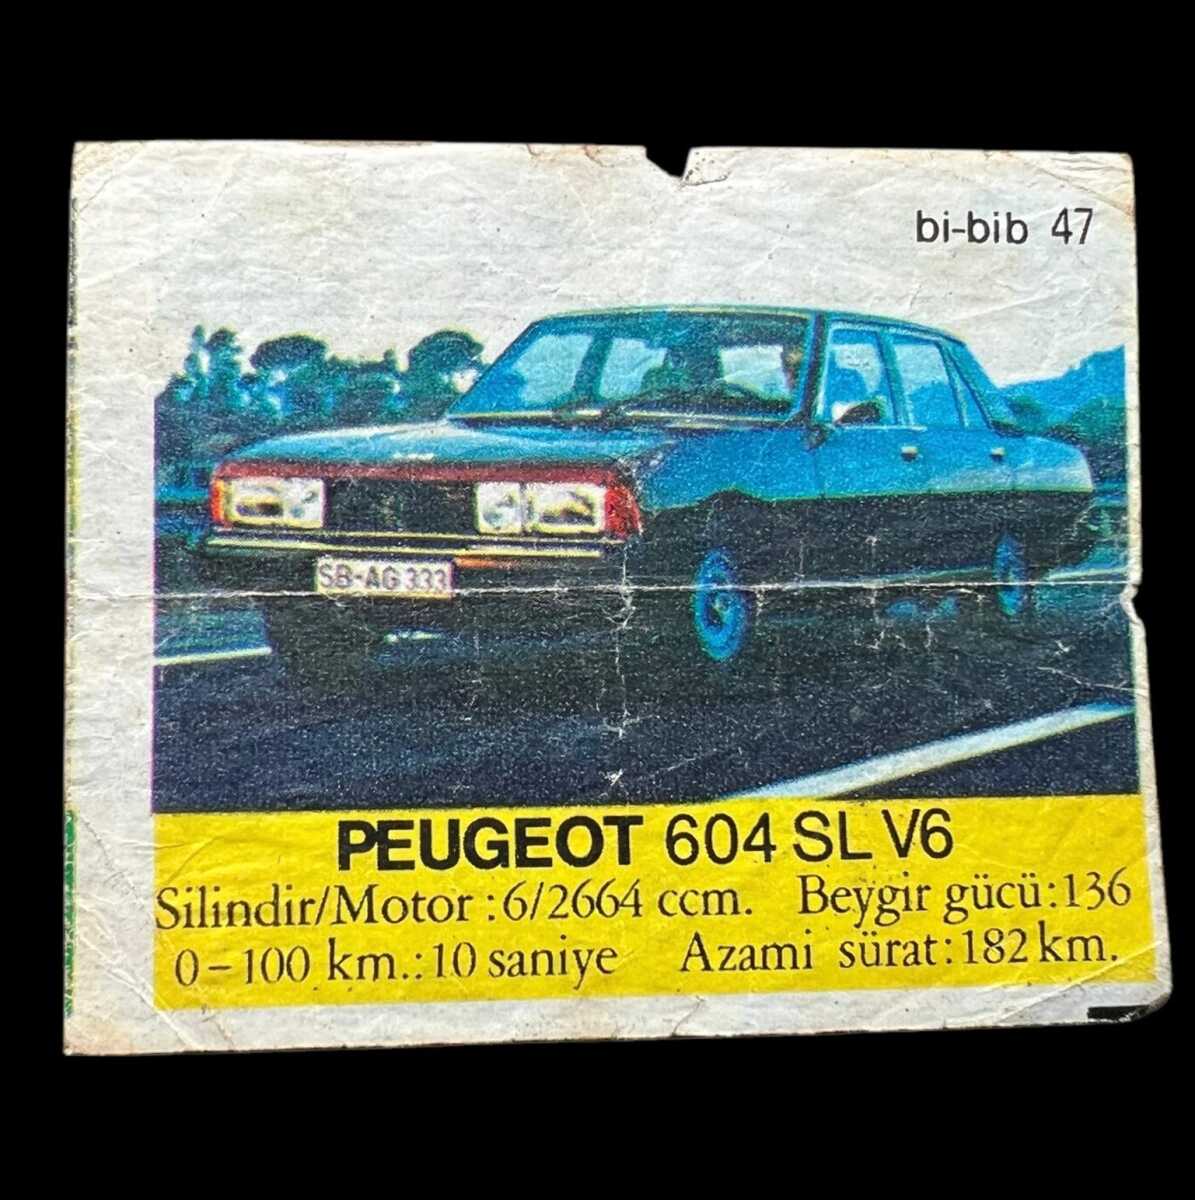 bi-bib 47
SB-AG 333
PEUGEOT 604 SL V6
Silindir/Motor :6/2664 ccm. Beygir gücü:136
0-100 km.:10 saniye Azami sürat:182 km.